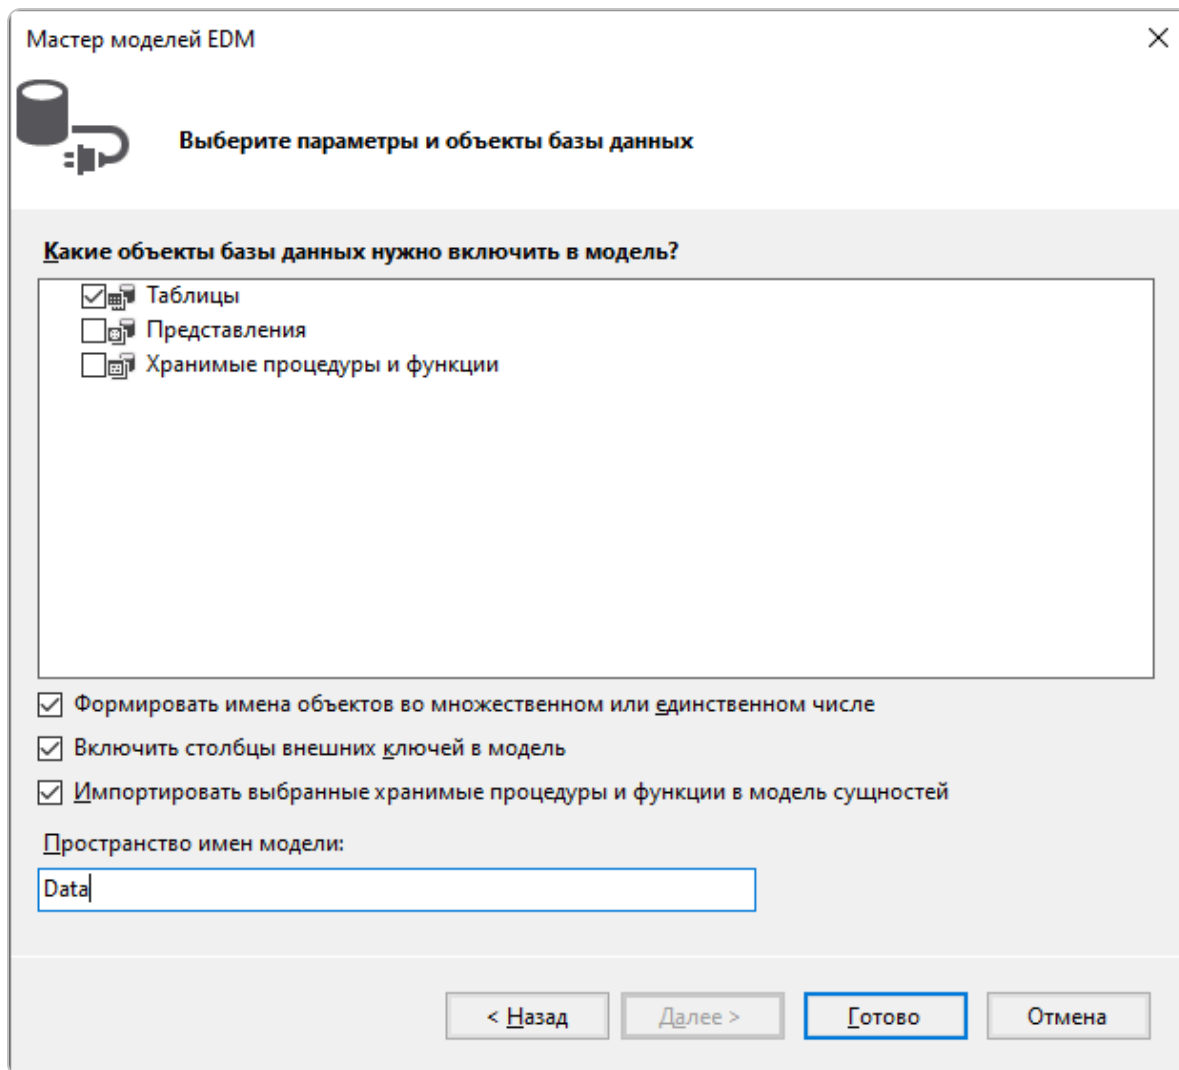 Мастер моделей EDM
Выберите параметры и объекты базы данных
Какие объекты базы данных нужно включить в модель?
Таблицы
Представления
Хранимые процедуры и функции
Формировать имена объектов во множественном или единственном числе
Включить столбцы внешних ключей в модель
Импортировать выбранные хранимые процедуры и функции в модель сущностей
Пространство имен модели:
Data
< Назад
Далее >
Готово
Отмена